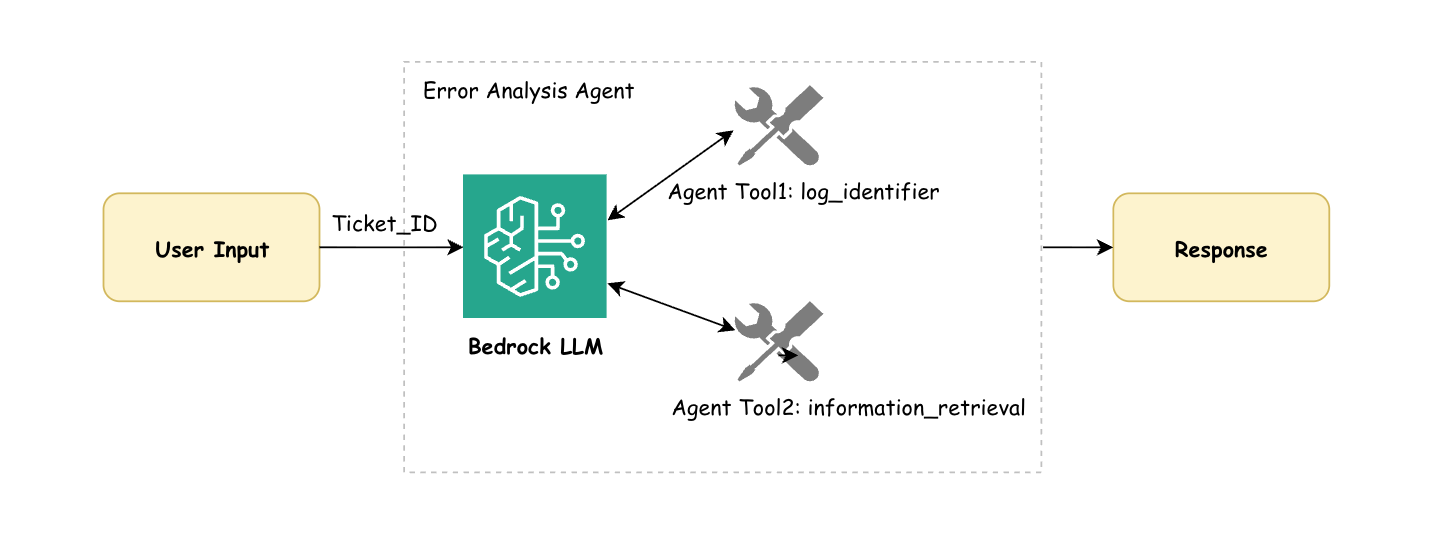 Error Analysis Agent
Agent Tool1: log_identifier
Ticket_ID
User Input
Response
Bedrock LLM
Agent Tool2: information_retrieval